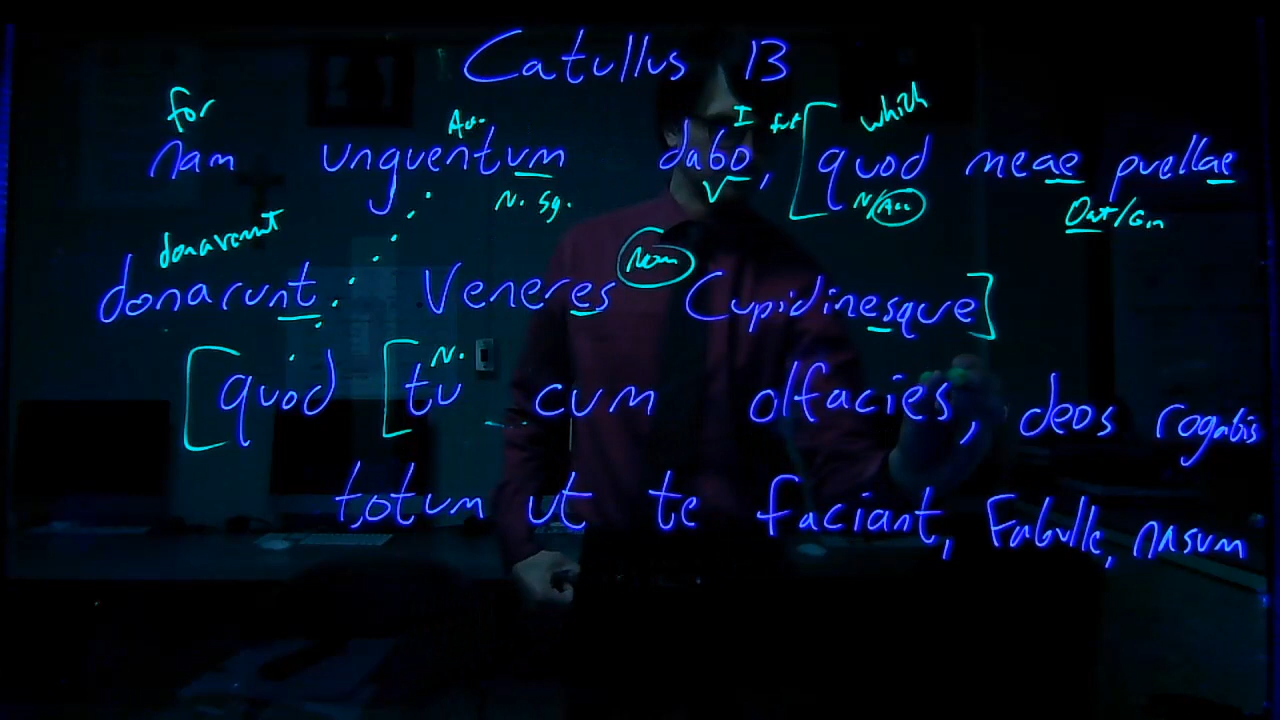 Catullus 13
for Acc. I fut which
nam unguentum dabo, [quod meae puellae
N. Sg. V N/Acc Dat/Gen
donaverunt Nom
donarunt Veneres Cupidinesque]
N.
[quod [tu cum olfacies, deos rogabis
totum ut te faciant, Fabulle, nasum